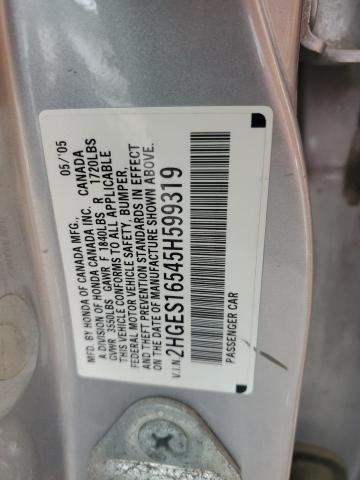 MFD. BY HONDA OF CANADA MFG., 05/'05
A DIVISION OF HONDA CANADA INC. CANADA
GVWR 3550LBS GAWR F 1840LBS R 1720LBS
THIS VEHICLE CONFORMS TO ALL APPLICABLE
FEDERAL MOTOR VEHICLE SAFETY, BUMPER,
AND THEFT PREVENTION STANDARDS IN EFFECT
ON THE DATE OF MANUFACTURE SHOWN ABOVE.
V.I.N. 2HGES16545H599319
PASSENGER CAR